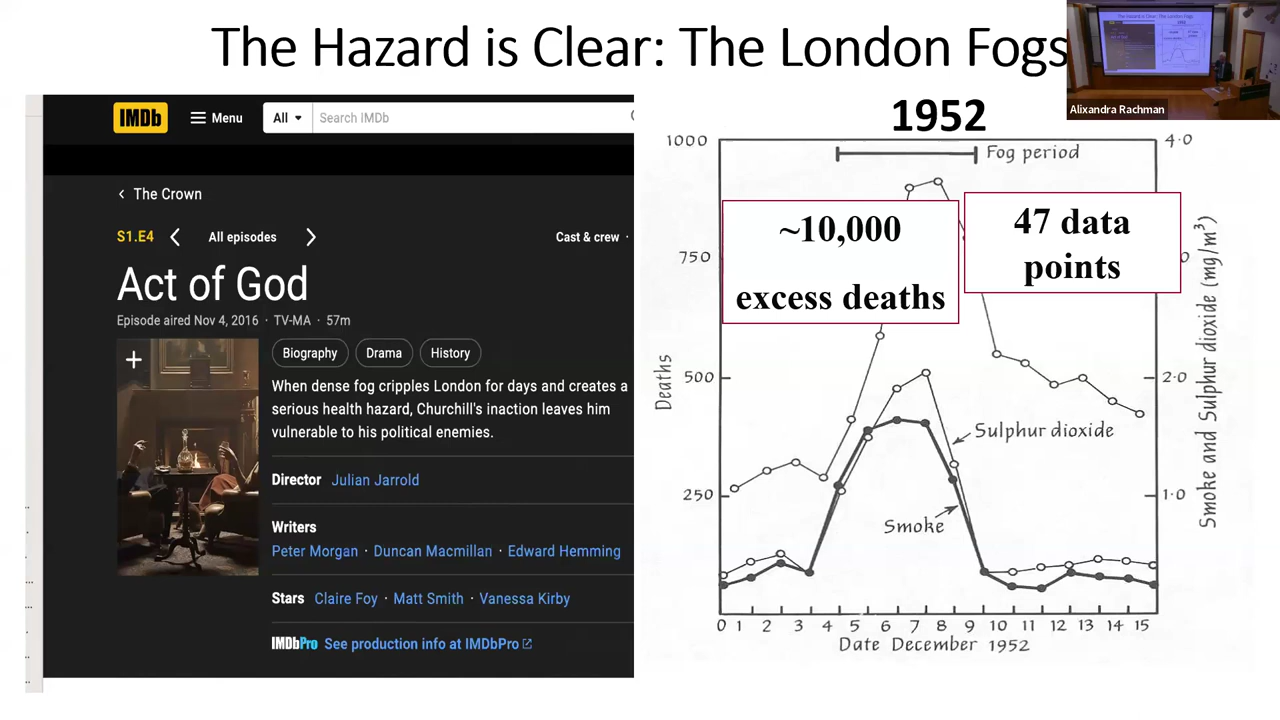 The Hazard is Clear: The London Fogs
Alixandra Rachman
IMDb
Menu
All
Search IMDb
The Crown
S1.E4
All episodes
Cast & crew ·
Act of God
Episode aired Nov 4, 2016 · TV-MA · 57m
Biography
Drama
History
When dense fog cripples London for days and creates a
serious health hazard, Churchill's inaction leaves him
vulnerable to his political enemies.
Director Julian Jarrold
Writers
Peter Morgan · Duncan Macmillan · Edward Hemming
Stars Claire Foy · Matt Smith · Vanessa Kirby
IMDbPro See production info at IMDbPro
1952
1000
4.0
Fog period
~10,000
excess deaths
47 data
points
750
0
500
2·0
250
1·0
Deaths
Smoke and Sulphur dioxide (mg/m³)
Sulphur dioxide
Smoke
0 1 2 3 4 5 6 7 8 9 10 11 12 13 14 15
Date December 1952